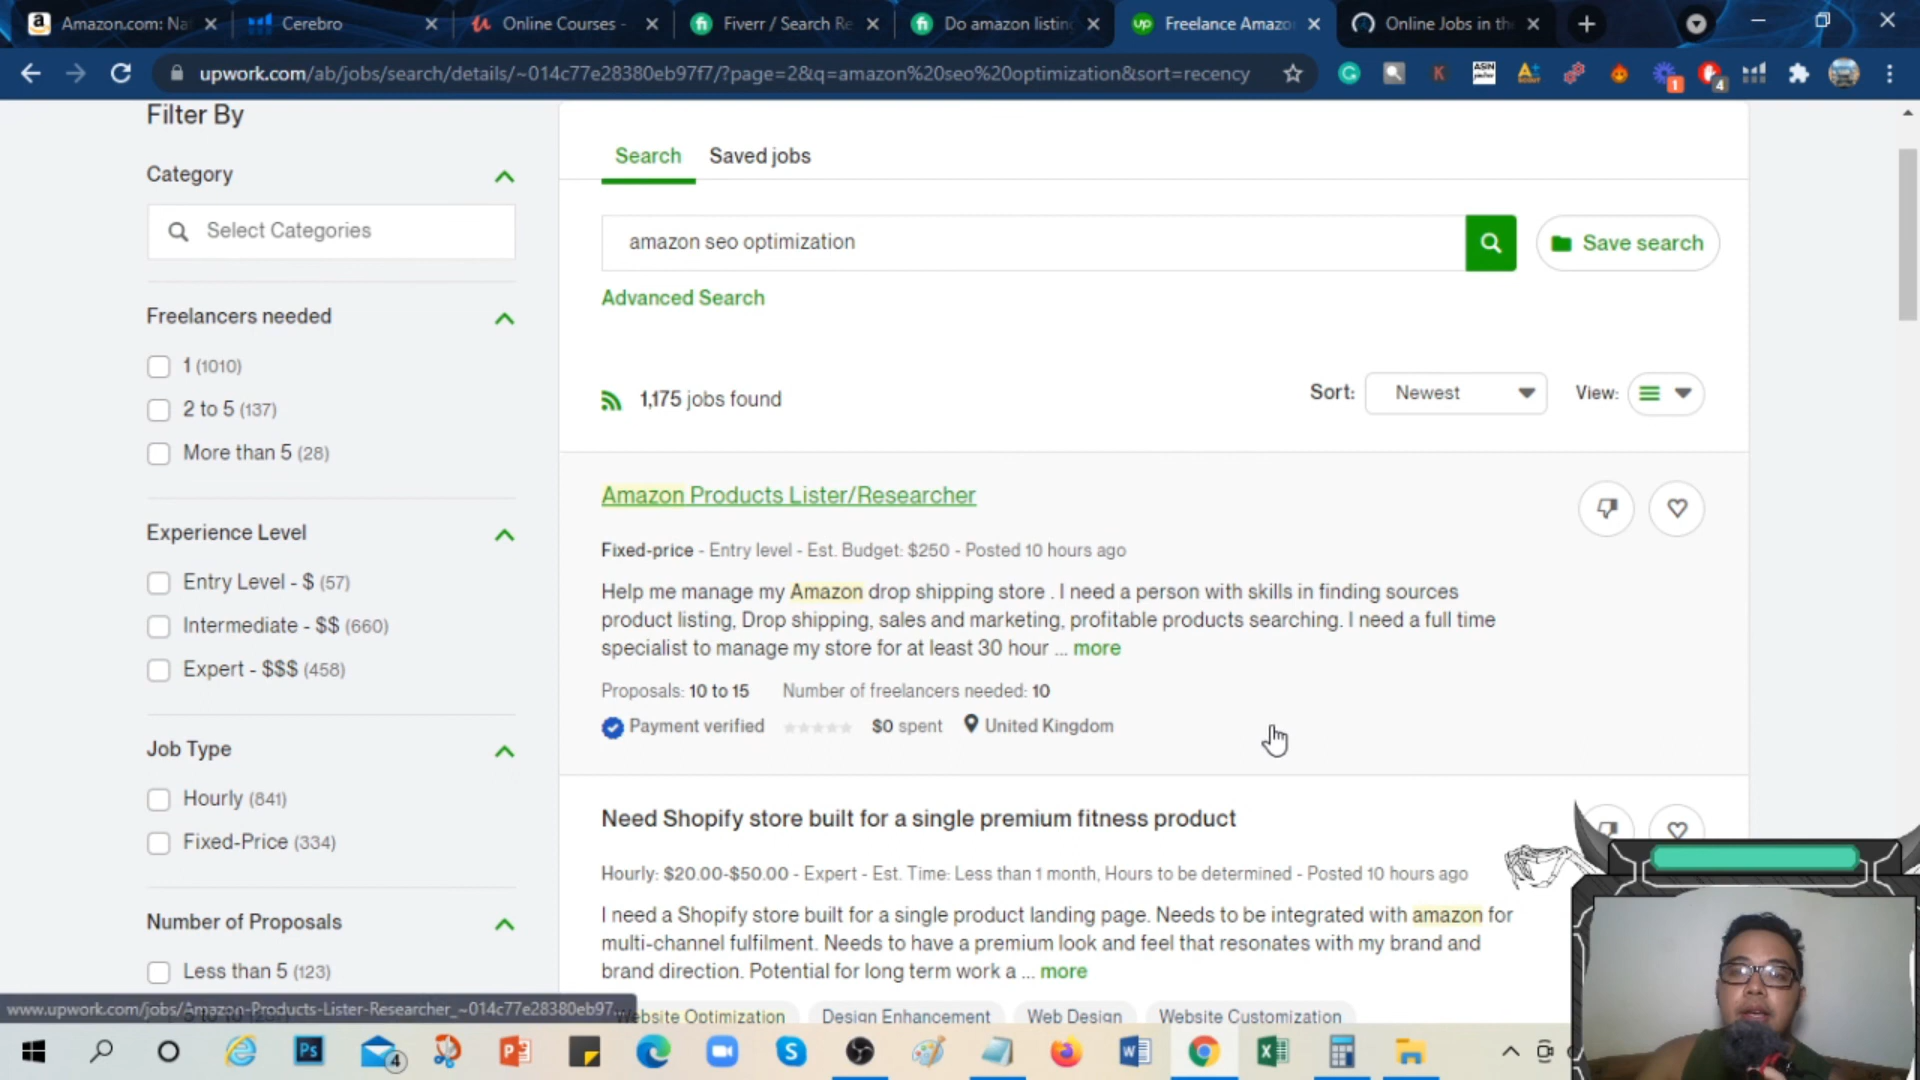 Amazon.com: Na
Cerebro
Online Courses -
Fiverr / Search Re
Do amazon listin
Freelance Amazo
Online Jobs in th
upwork.com/ab/jobs/search/details/~014c77e28380eb97f7/?page=2&q=amazon%20seo%20optimization&sort=recency
Filter By
Category
Select Categories
Freelancers needed
1 (1010)
2 to 5 (137)
More than 5 (28)
Experience Level
Entry Level - $ (57)
Intermediate - $$ (660)
Expert - $$$ (458)
Job Type
Hourly (841)
Fixed-Price (334)
Number of Proposals
Less than 5 (123)
Search
Saved jobs
amazon seo optimization
Save search
Advanced Search
1,175 jobs found
Sort: Newest
View:
Amazon Products Lister/Researcher
Fixed-price - Entry level - Est. Budget: $250 - Posted 10 hours ago
Help me manage my Amazon drop shipping store . I need a person with skills in finding sources
product listing, Drop shipping, sales and marketing, profitable products searching. I need a full time
specialist to manage my store for at least 30 hour ... more
Proposals: 10 to 15 Number of freelancers needed: 10
Payment verified $0 spent United Kingdom
Need Shopify store built for a single premium fitness product
Hourly: $20.00-$50.00 - Expert - Est. Time: Less than 1 month, Hours to be determined - Posted 10 hours ago
I need a Shopify store built for a single product landing page. Needs to be integrated with amazon for
multi-channel fulfilment. Needs to have a premium look and feel that resonates with my brand and
brand direction. Potential for long term work a ... more
ebsite Optimization
Design Enhancement
Web Design
Website Customization
www.upwork.com/jobs/Amazon-Products-Lister-Researcher_~014c77e28380eb97...